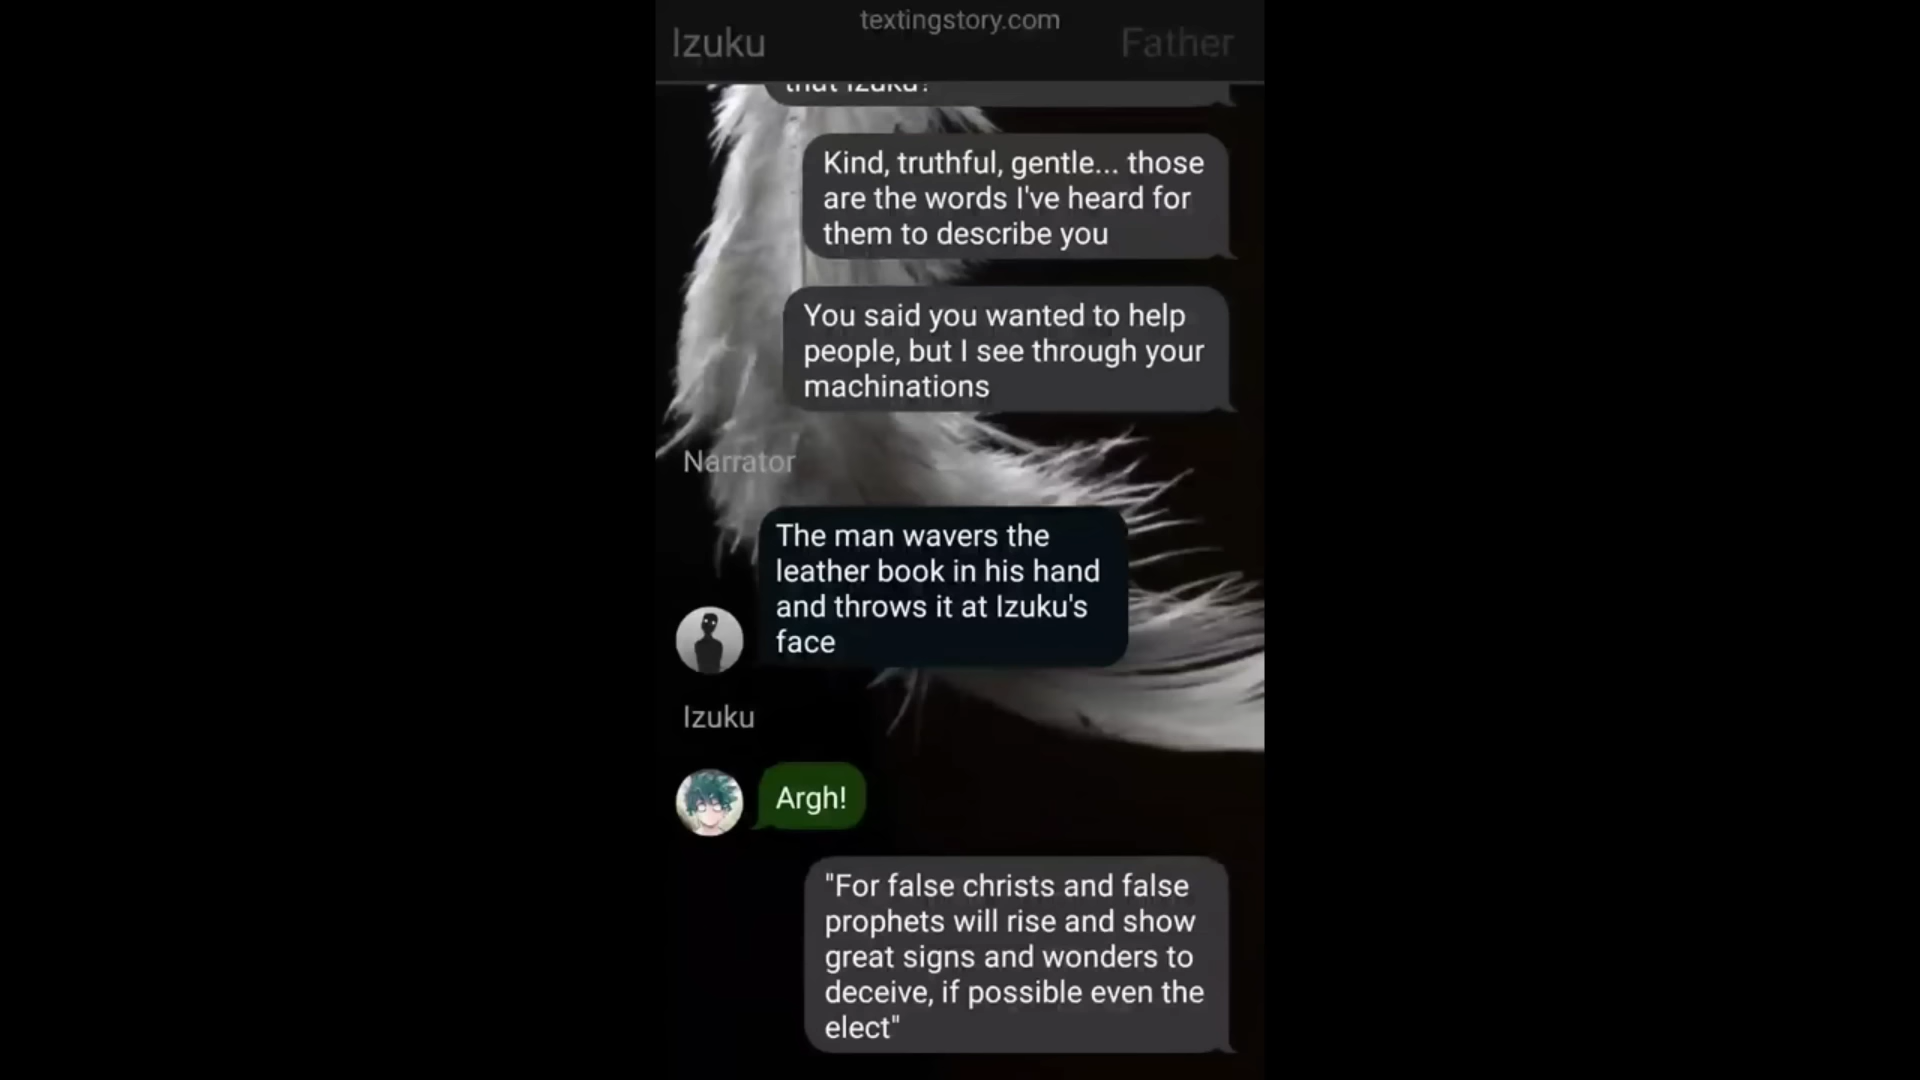 textingstory.com
Izuku
Father
that Izuku?
Kind, truthful, gentle... those
are the words I've heard for
them to describe you
You said you wanted to help
people, but I see through your
machinations
Narrator
The man wavers the
leather book in his hand
and throws it at Izuku's
face
Izuku
Argh!
"For false christs and false
prophets will rise and show
great signs and wonders to
deceive, if possible even the
elect"